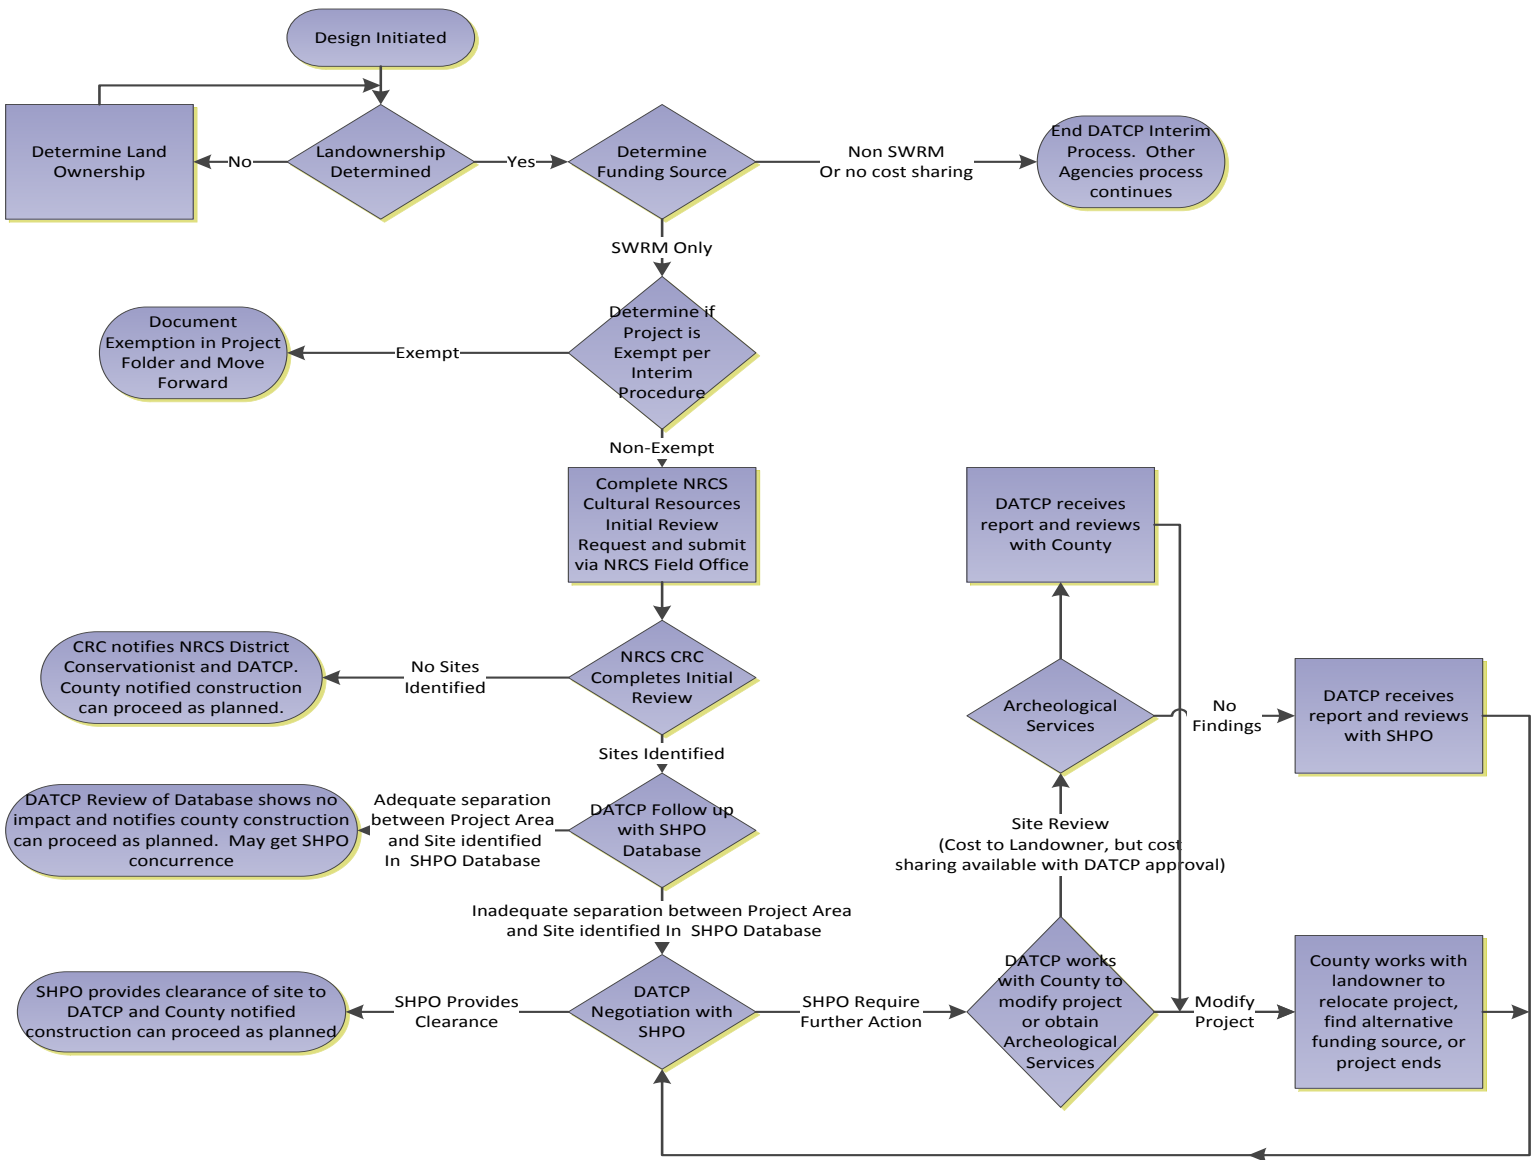 Design Initiated
Determine Land
Ownership
No
Landownership
Determined
Yes
Determine
Funding Source
Non SWRM
Or no cost sharing
End DATCP Interim
Process.  Other
Agencies process
continues
SWRM Only
Document
Exemption in Project
Folder and Move
Forward
Exempt
Determine if
Project is
Exempt per
Interim
Procedure
Non-Exempt
Complete NRCS
Cultural Resources
Initial Review
Request and submit
via NRCS Field Office
DATCP receives
report and reviews
with County
CRC notifies NRCS District
Conservationist and DATCP.
County notified construction
can proceed as planned.
No Sites
Identified
NRCS CRC
Completes Initial
Review
Archeological
Services
No
Findings
DATCP receives
report and reviews
with SHPO
Sites Identified
DATCP Review of Database shows no
impact and notifies county construction
can proceed as planned.  May get SHPO
concurrence
Adequate separation
between Project Area
and Site identified
In  SHPO Database
DATCP Follow up
with SHPO
Database
Site Review
(Cost to Landowner, but cost
sharing available with DATCP approval)
Inadequate separation between Project Area
and Site identified In  SHPO Database
SHPO provides clearance of site to
DATCP and County notified
construction can proceed as planned
SHPO Provides
Clearance
DATCP
Negotiation with
SHPO
SHPO Require
Further Action
DATCP works
with County to
modify project
or obtain
Archeological
Services
Modify
Project
County works with
landowner to
relocate project,
find alternative
funding source, or
project ends